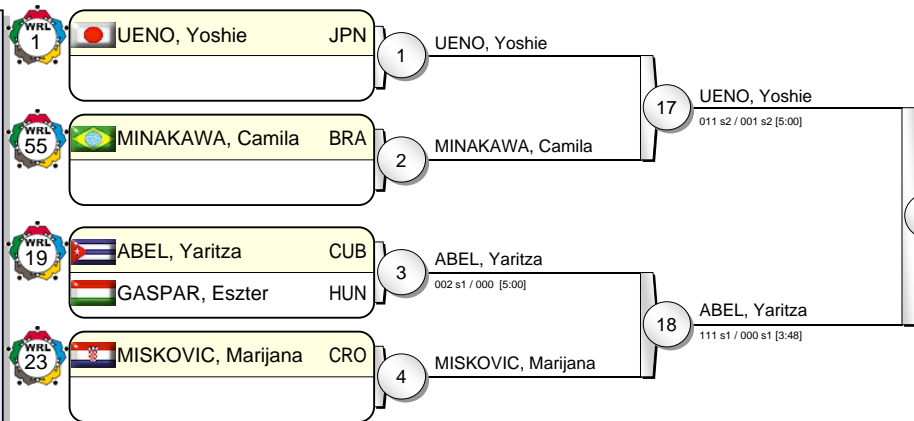 WRL
1
UENO, Yoshie JPN
1
UENO, Yoshie
17
UENO, Yoshie
011 s2 / 001 s2 [5:00]
WRL
55
MINAKAWA, Camila BRA
2
MINAKAWA, Camila
WRL
19
ABEL, Yaritza CUB
GASPAR, Eszter HUN
3
ABEL, Yaritza
002 s1 / 000 [5:00]
18
ABEL, Yaritza
111 s1 / 000 s1 [3:48]
WRL
23
MISKOVIC, Marijana CRO
4
MISKOVIC, Marijana